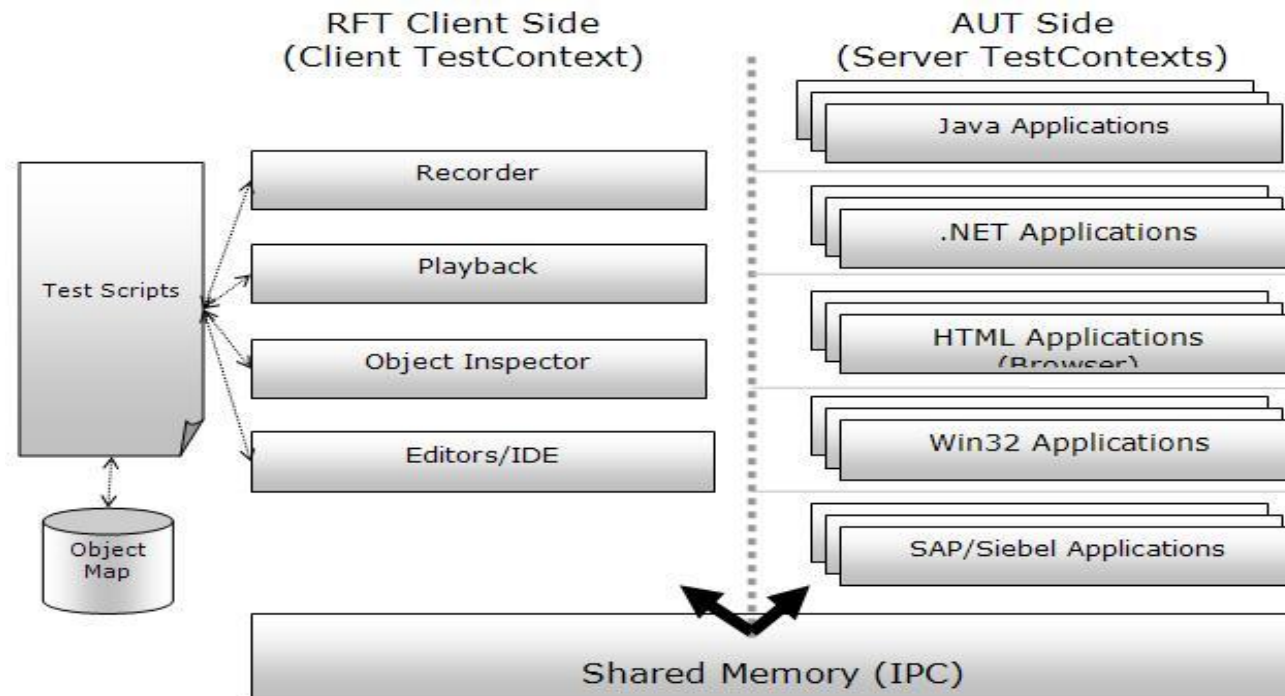 RFT Client Side
(Client TestContext)
AUT Side
(Server TestContexts)
Java Applications
Recorder
.NET Applications
Playback
Test Scripts
HTML Applications
(Browser)
Object Inspector
Win32 Applications
Editors/IDE
SAP/Siebel Applications
Object
Map
Shared Memory (IPC)